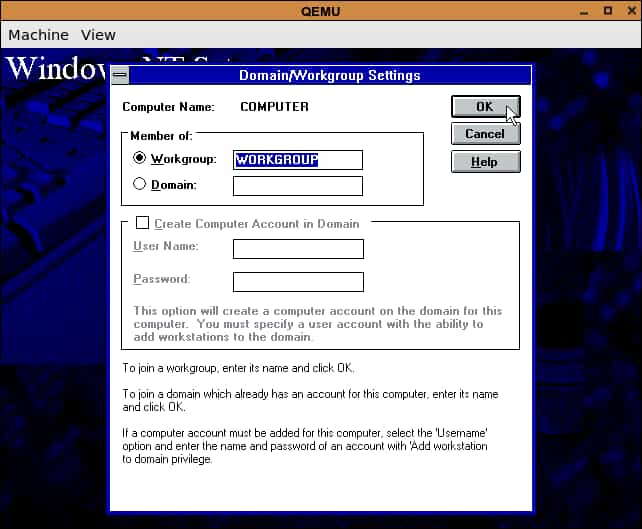 QEMU
Machine View
Windows NT Setup
Domain/Workgroup Settings
Computer Name: COMPUTER
OK
Member of:
Cancel
Workgroup: WORKGROUP
Help
Domain:
Create Computer Account in Domain
User Name:
Password:
This option will create a computer account on the domain for this
computer. You must specify a user account with the ability to
add workstations to the domain.
To join a workgroup, enter its name and click OK.
To join a domain which already has an account for this computer, enter its name
and click OK.
If a computer account must be added for this computer, select the 'Username'
option and enter the name and password of an account with 'Add workstation
to domain privilege.